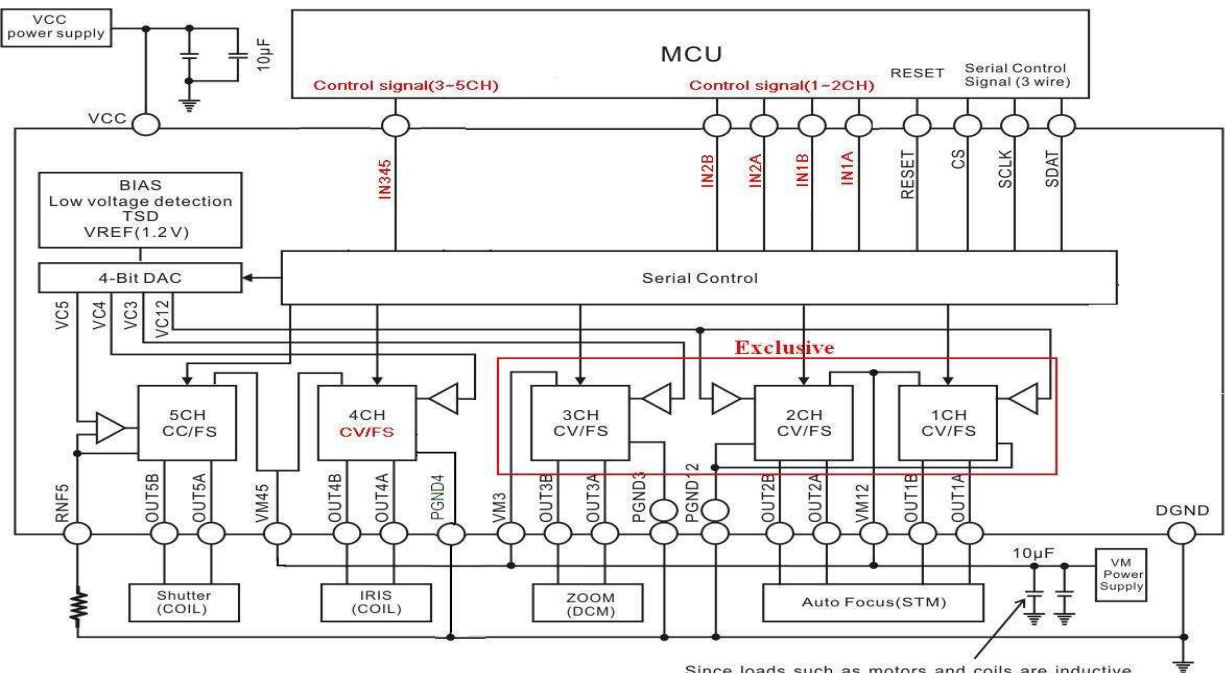 VCC
power supply
10µF
MCU
Control signal(3~5CH)
Control signal(1~2CH)
RESET
Serial Control
Signal (3 wire)
VCC
IN345
IN2B
IN2A
IN1B
IN1A
RESET
CS
SCLK
SDAT
BIAS
Low voltage detection
TSD
VREF(1.2V)
4-Bit DAC
Serial Control
VC5
VC4
VC3
VC12
Exclusive
5CH
CC/FS
4CH
CV/FS
3CH
CV/FS
2CH
CV/FS
1CH
CV/FS
RNF5
OUT5B
OUT5A
VM45
OUT4B
OUT4A
PGND4
VM3
OUT3B
OUT3A
PGND3
PGND12
OUT2B
OUT2A
VM12
OUT1B
OUT1A
DGND
10µF
VM
Power
Supply
Shutter
(COIL)
IRIS
(COIL)
ZOOM
(DCM)
Auto Focus(STM)
Since loads such as motors and coils are inductive